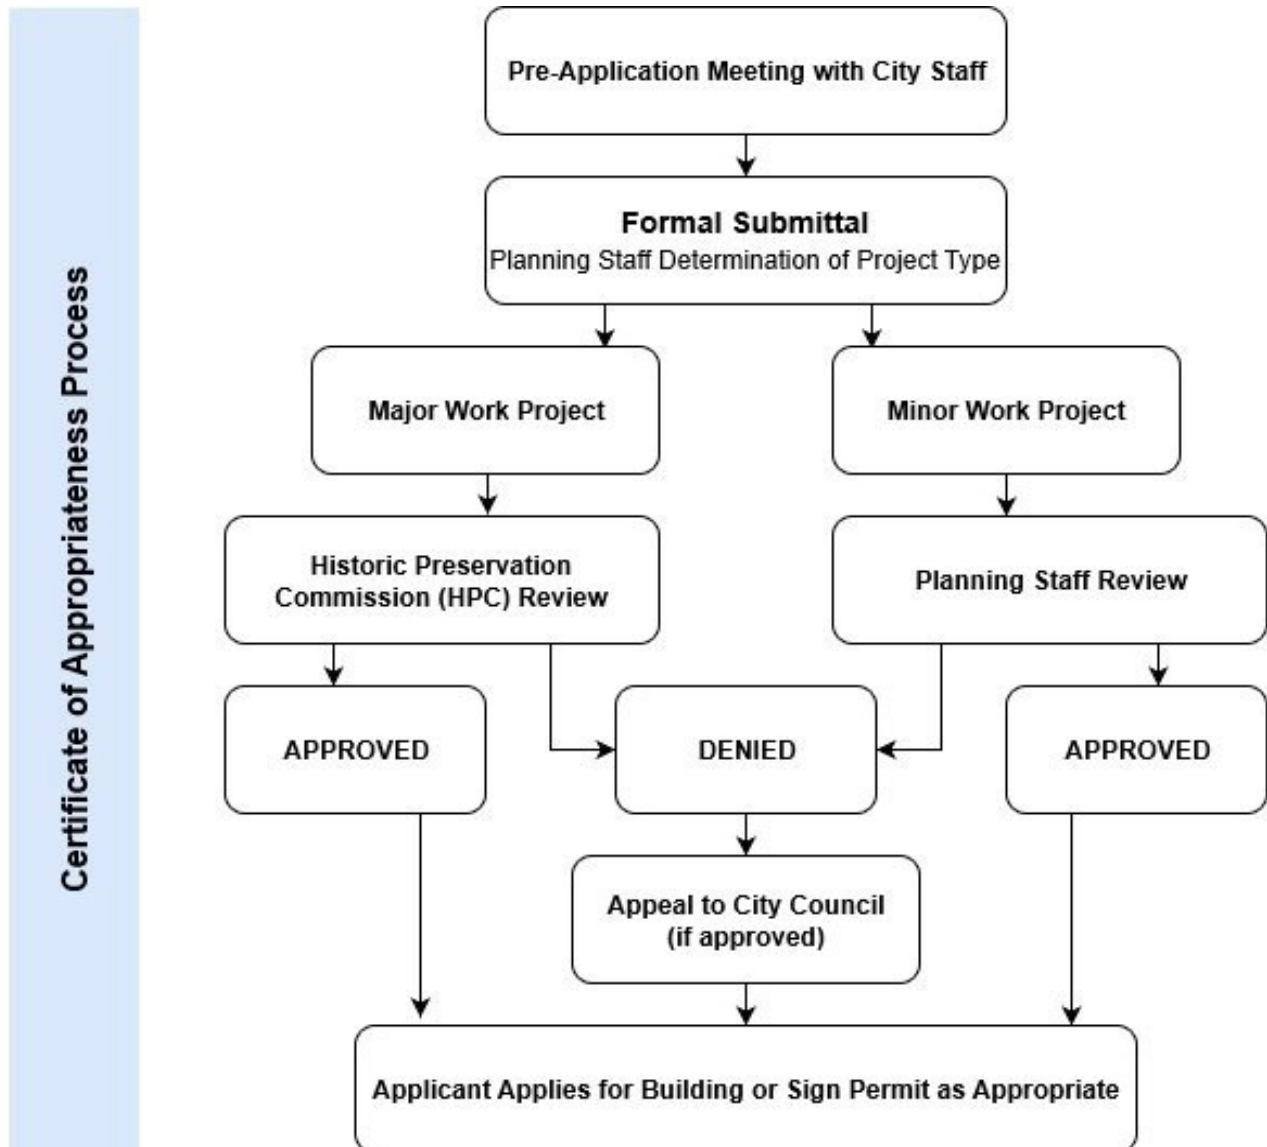 Certificate of Appropriateness Process
Pre-Application Meeting with City Staff
Formal Submittal
Planning Staff Determination of Project Type
Major Work Project
Minor Work Project
Historic Preservation
Commission (HPC) Review
Planning Staff Review
APPROVED
DENIED
APPROVED
Appeal to City Council
(if approved)
Applicant Applies for Building or Sign Permit as Appropriate